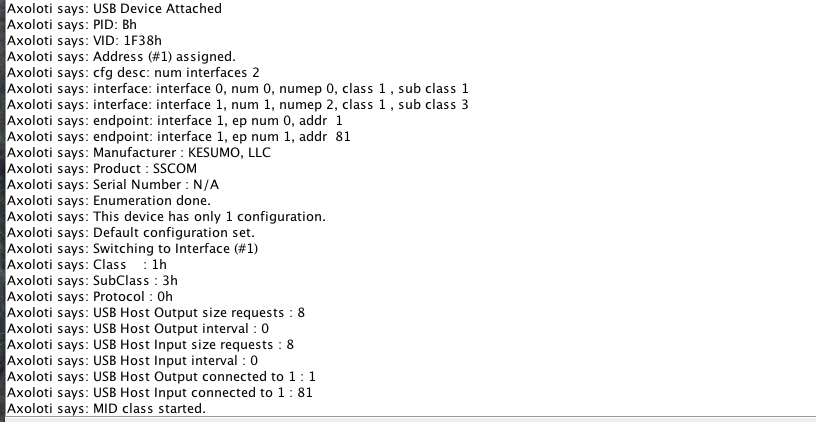 Axoloti says: USB Device Attached
Axoloti says: PID: Bh
Axoloti says: VID: 1F38h
Axoloti says: Address (#1) assigned.
Axoloti says: cfg desc: num interfaces 2
Axoloti says: interface: interface 0, num 0, numep 0, class 1 , sub class 1
Axoloti says: interface: interface 1, num 1, numep 2, class 1 , sub class 3
Axoloti says: endpoint: interface 1, ep num 0, addr  1
Axoloti says: endpoint: interface 1, ep num 1, addr  81
Axoloti says: Manufacturer : KESUMO, LLC
Axoloti says: Product : SSCOM
Axoloti says: Serial Number : N/A
Axoloti says: Enumeration done.
Axoloti says: This device has only 1 configuration.
Axoloti says: Default configuration set.
Axoloti says: Switching to Interface (#1)
Axoloti says: Class    : 1h
Axoloti says: SubClass : 3h
Axoloti says: Protocol : 0h
Axoloti says: USB Host Output size requests : 8
Axoloti says: USB Host Output interval : 0
Axoloti says: USB Host Input size requests : 8
Axoloti says: USB Host Input interval : 0
Axoloti says: USB Host Output connected to 1 : 1
Axoloti says: USB Host Input connected to 1 : 81
Axoloti says: MID class started.